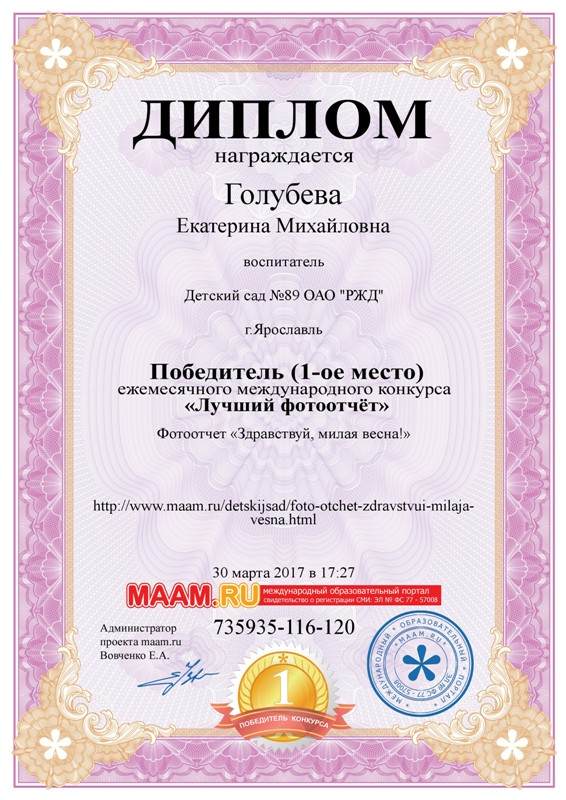 ДИПЛОМ
награждается
Голубева
Екатерина Михайловна
воспитатель
Детский сад №89 ОАО "РЖД"
г.Ярославль
Победитель (1-ое место)
ежемесячного международного конкурса
«Лучший фотоотчёт»
Фотоотчет «Здравствуй, милая весна!»
http://www.maam.ru/detskijsad/foto-otchet-zdravstvui-milaja-
vesna.html
30 марта 2017 в 17:27
MAAM.RU международный образовательный портал
свидетельство о регистрации СМИ: ЭЛ № ФС 77 - 57008
Администратор
проекта maam.ru
Вовченко Е.А.
735935-116-120
1
ПОБЕДИТЕЛЬ КОНКУРСА
МЕЖДУНАРОДНЫЙ * ОБРАЗОВАТЕЛЬНЫЙ * ПОРТАЛ
* MAAM.RU *
ЭЛ № ФС 77 - 57008